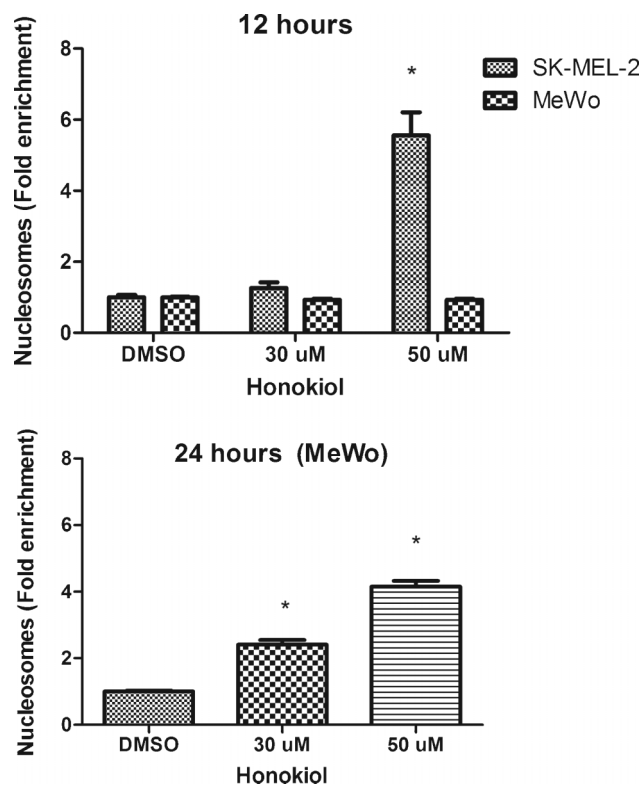 12 hours
Nucleosomes (Fold enrichment)
8
6
4
2
0
*
SK-MEL-2
MeWo
DMSO 30 uM 50 uM
Honokiol
24 hours (MeWo)
Nucleosomes (Fold enrichment)
8
6
4
2
0
*
*
DMSO 30 uM 50 uM
Honokiol